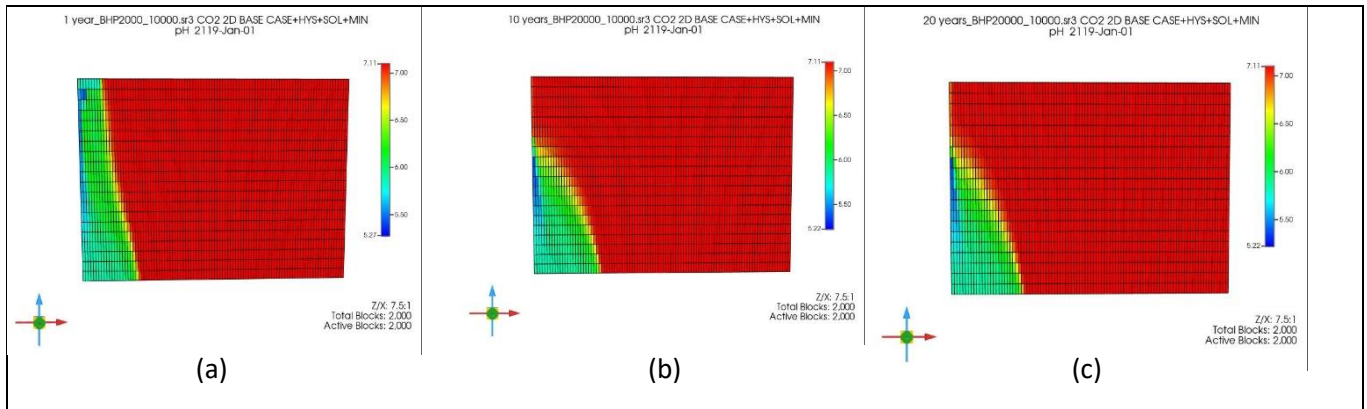 1 year_BHP2000_10000.sr3 CO2 2D BASE CASE+HYS+SOL+MIN
pH 2119-Jan-01
7.11
7.00
6.50
6.00
5.50
5.27
Z/X: 7.5:1
Total Blocks: 2,000
Active Blocks: 2,000
(a)
10 years_BHP20000_10000.sr3 CO2 2D BASE CASE+HYS+SOL+MIN
pH 2119-Jan-01
7.11
7.00
6.50
6.00
5.50
5.22
Z/X: 7.5:1
Total Blocks: 2,000
Active Blocks: 2,000
(b)
20 years_BHP20000_10000.sr3 CO2 2D BASE CASE+HYS+SOL+MIN
pH 2119-Jan-01
7.11
7.00
6.50
6.00
5.50
5.22
Z/X: 7.5:1
Total Blocks: 2,000
Active Blocks: 2,000
(c)